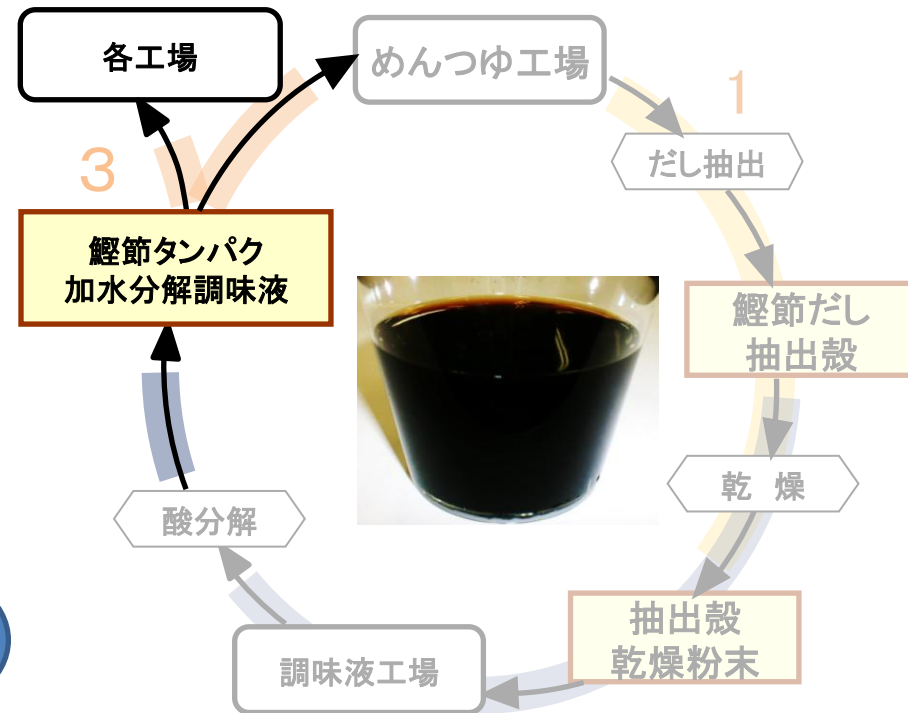 各工場
めんつゆ工場
1
だし抽出
3
鰹節タンパク
加水分解調味液
鰹節だし
抽出殻
乾 燥
酸分解
抽出殻
乾燥粉末
調味液工場